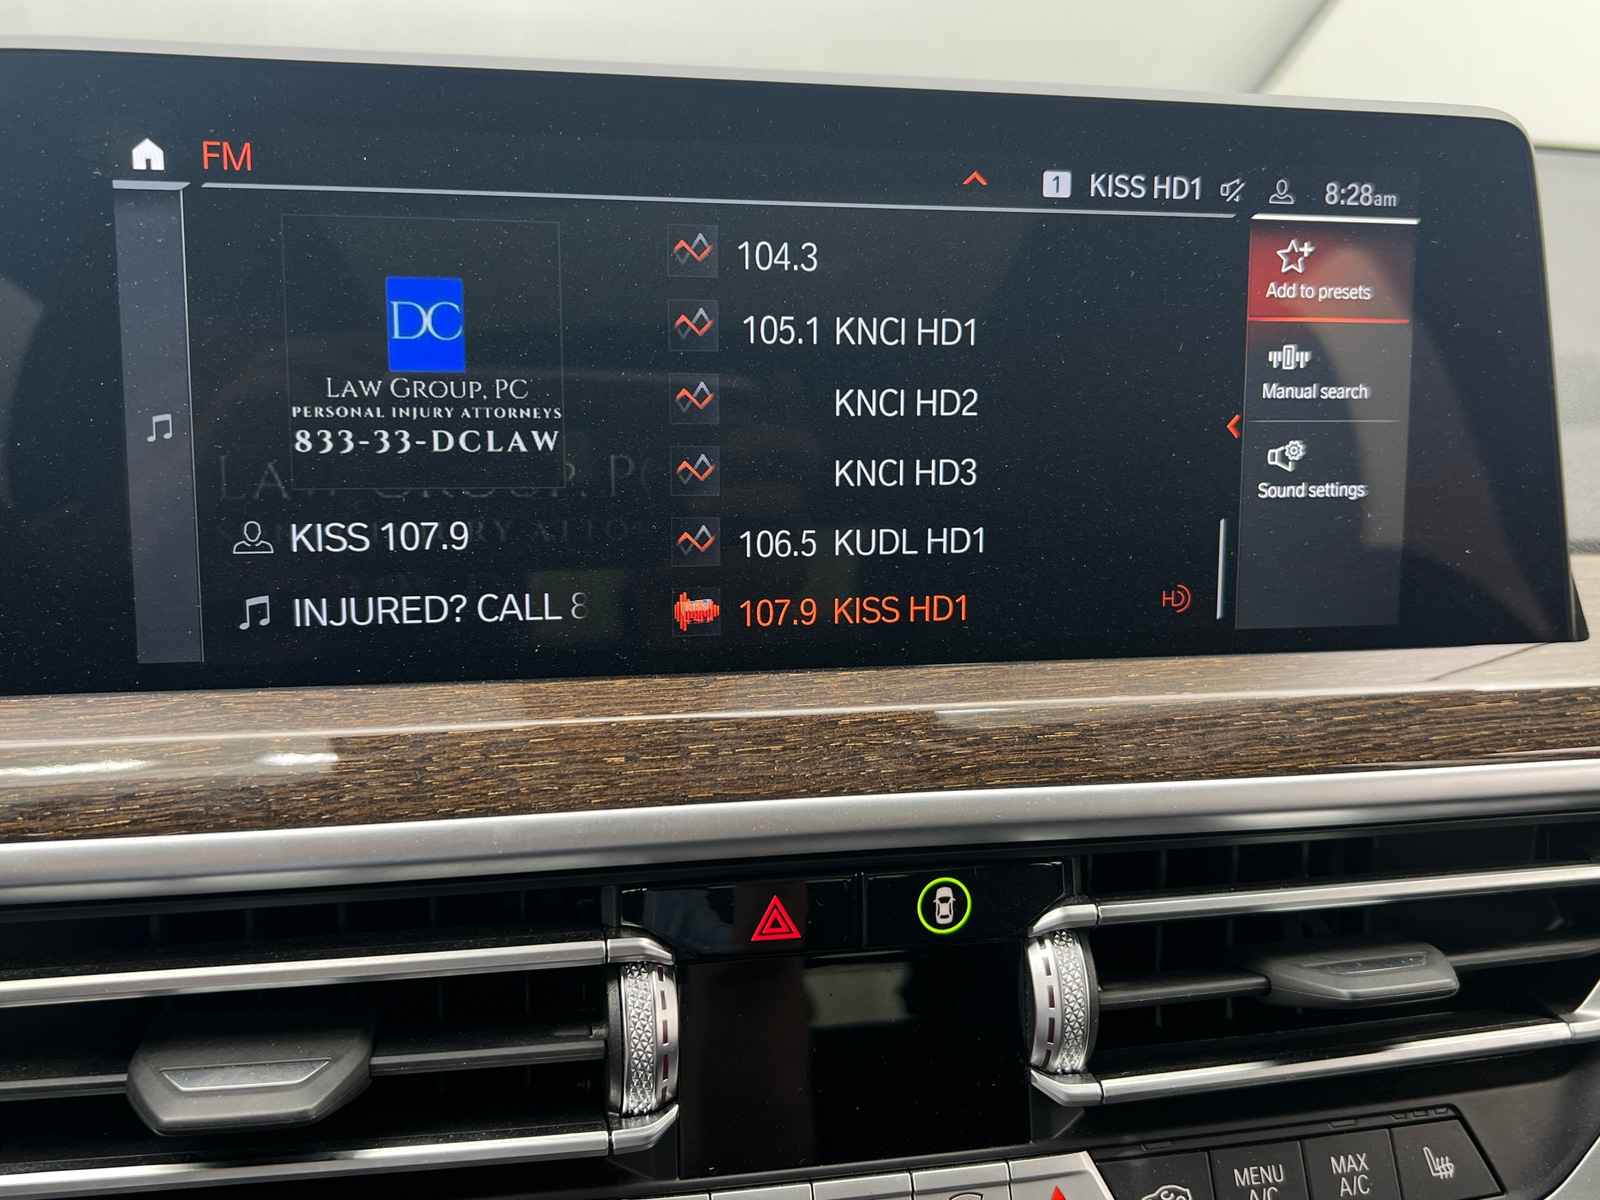 FM
1 KISS HD1 8:28am
DC
LAW GROUP, PC
PERSONAL INJURY ATTORNEYS
833-33-DCLAW
KISS 107.9
INJURED? CALL 8
104.3
105.1 KNCI HD1
KNCI HD2
KNCI HD3
106.5 KUDL HD1
107.9 KISS HD1
HD
Add to presets
Manual search
Sound settings
MENU
A/C
MAX
A/C